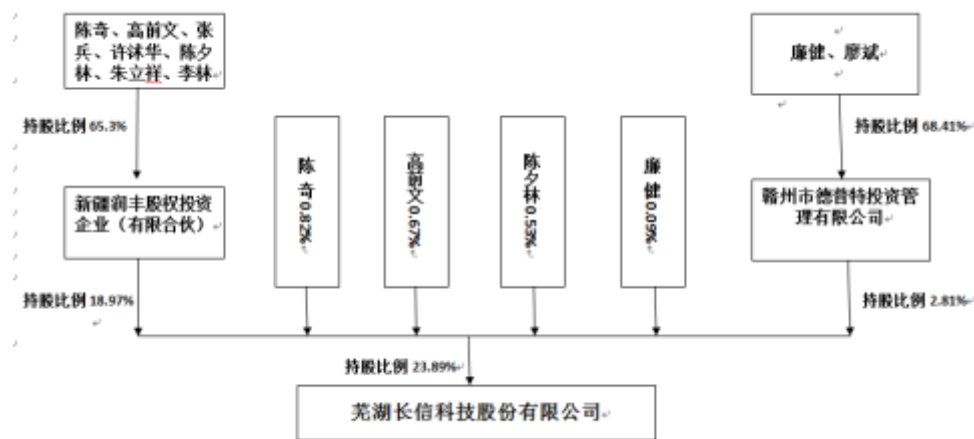 陈奇、高前文、张
兵、许沭华、陈夕
林、朱立祥、李林
廉健、廖斌
持股比例 65.3%
持股比例 68.41%
陈奇 0.82%
高前文 0.67%
陈夕林 0.53%
廉健 0.09%
新疆润丰股权投资
企业（有限合伙）
赣州市德普特投资管
理有限公司
持股比例 18.97%
持股比例 2.81%
持股比例 23.89%
芜湖长信科技股份有限公司